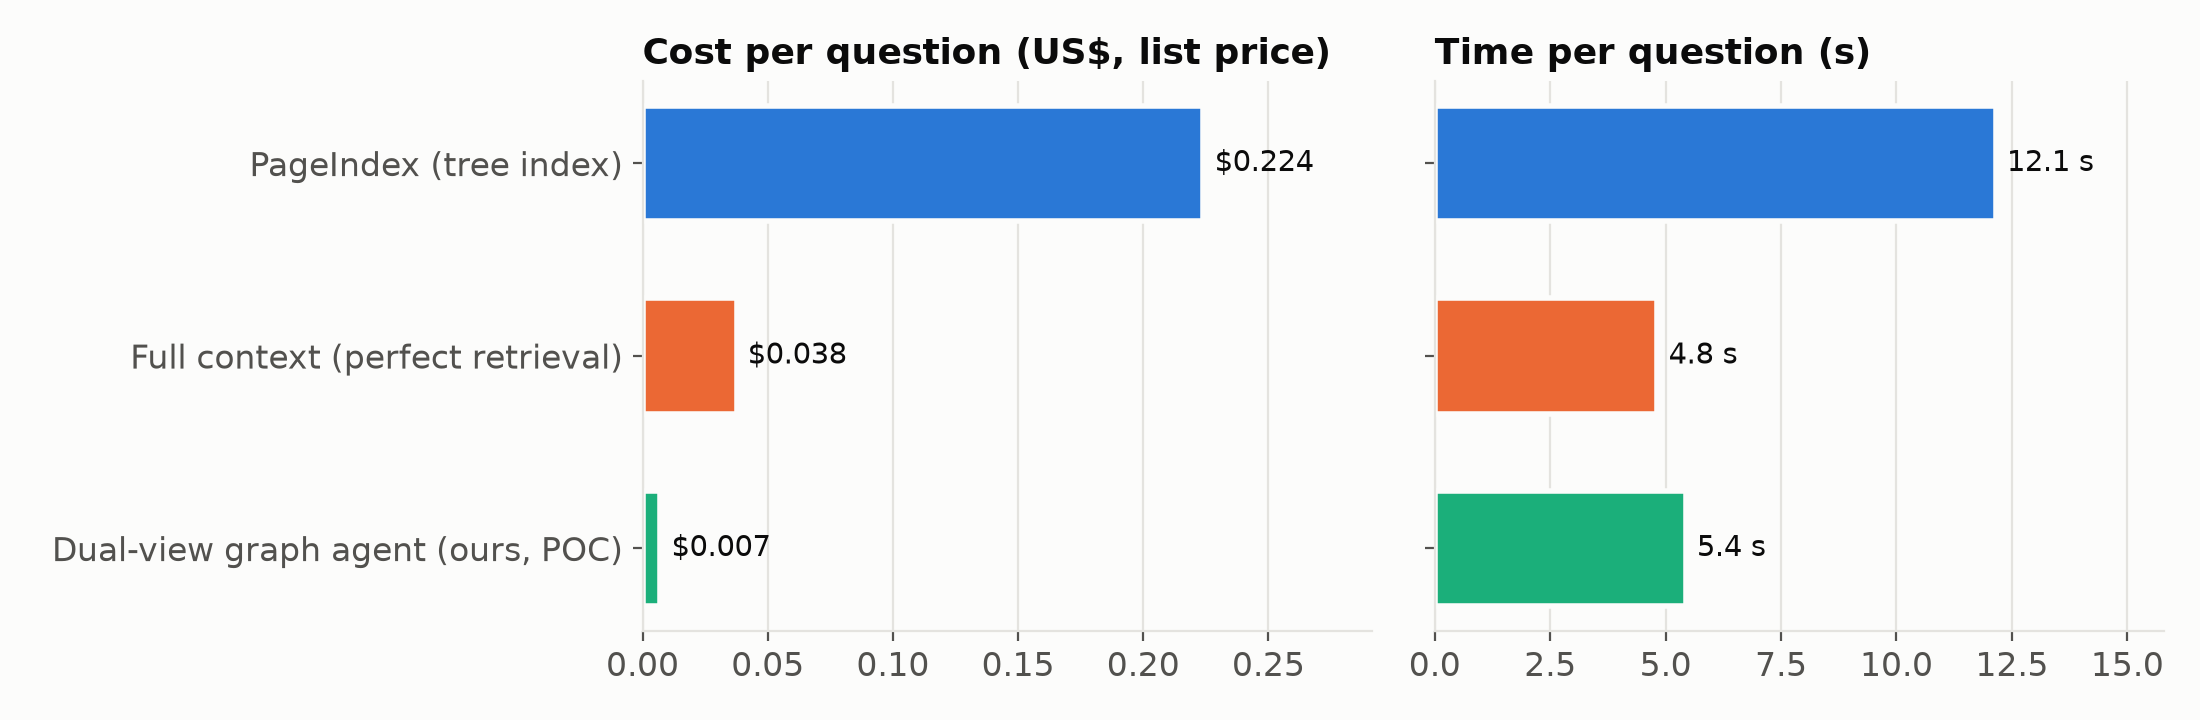 Cost per question (US$, list price)
Time per question (s)
PageIndex (tree index)
$0.224
12.1 s
Full context (perfect retrieval)
$0.038
4.8 s
Dual-view graph agent (ours, POC)
$0.007
5.4 s
0.00 0.05 0.10 0.15 0.20 0.25
0.0 2.5 5.0 7.5 10.0 12.5 15.0